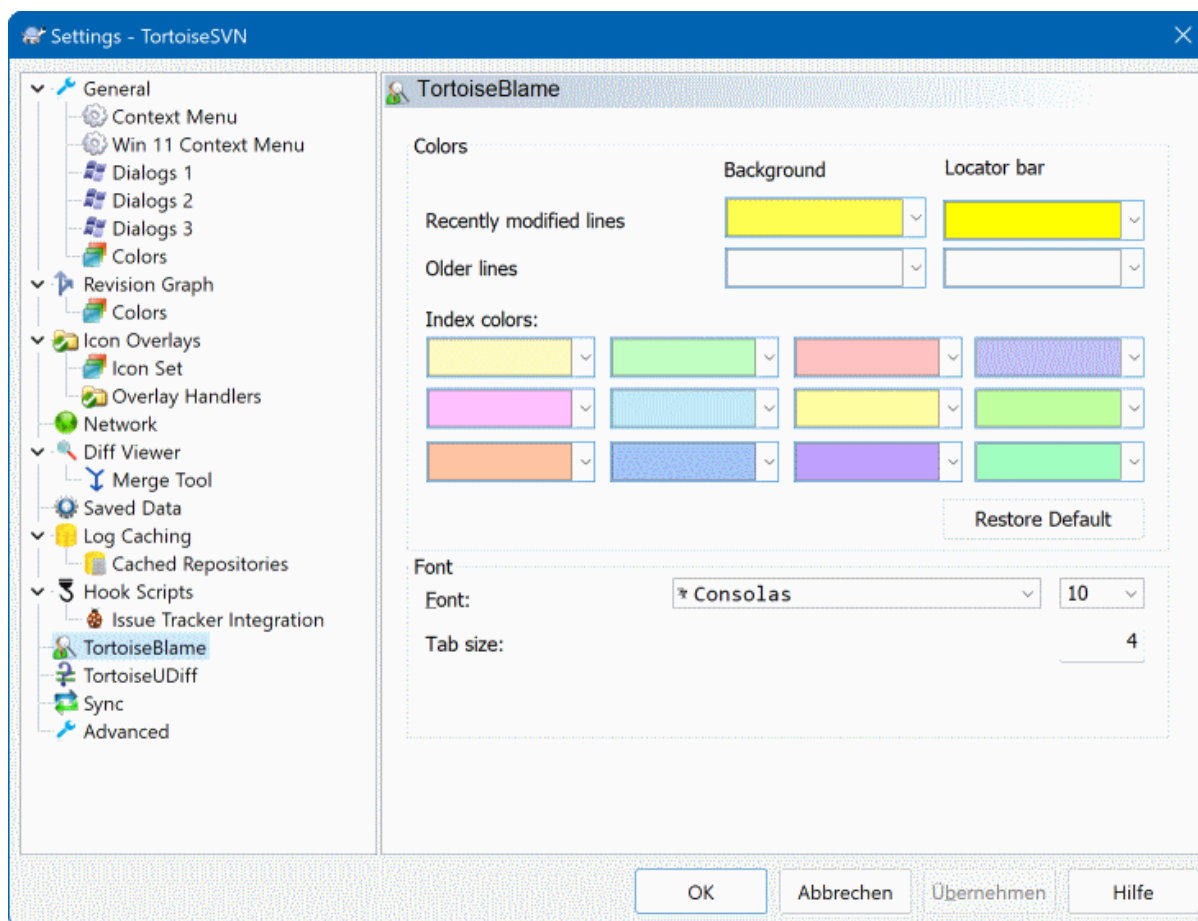 Settings - TortoiseSVN
General
Context Menu
Win 11 Context Menu
Dialogs 1
Dialogs 2
Dialogs 3
Colors
Revision Graph
Colors
Icon Overlays
Icon Set
Overlay Handlers
Network
Diff Viewer
Merge Tool
Saved Data
Log Caching
Cached Repositories
Hook Scripts
Issue Tracker Integration
TortoiseBlame
TortoiseUDiff
Sync
Advanced
TortoiseBlame
Colors
Background Locator bar
Recently modified lines
Older lines
Index colors:
Restore Default
Font
Font: Consolas 10
Tab size: 4
OK Abbrechen Übernehmen Hilfe